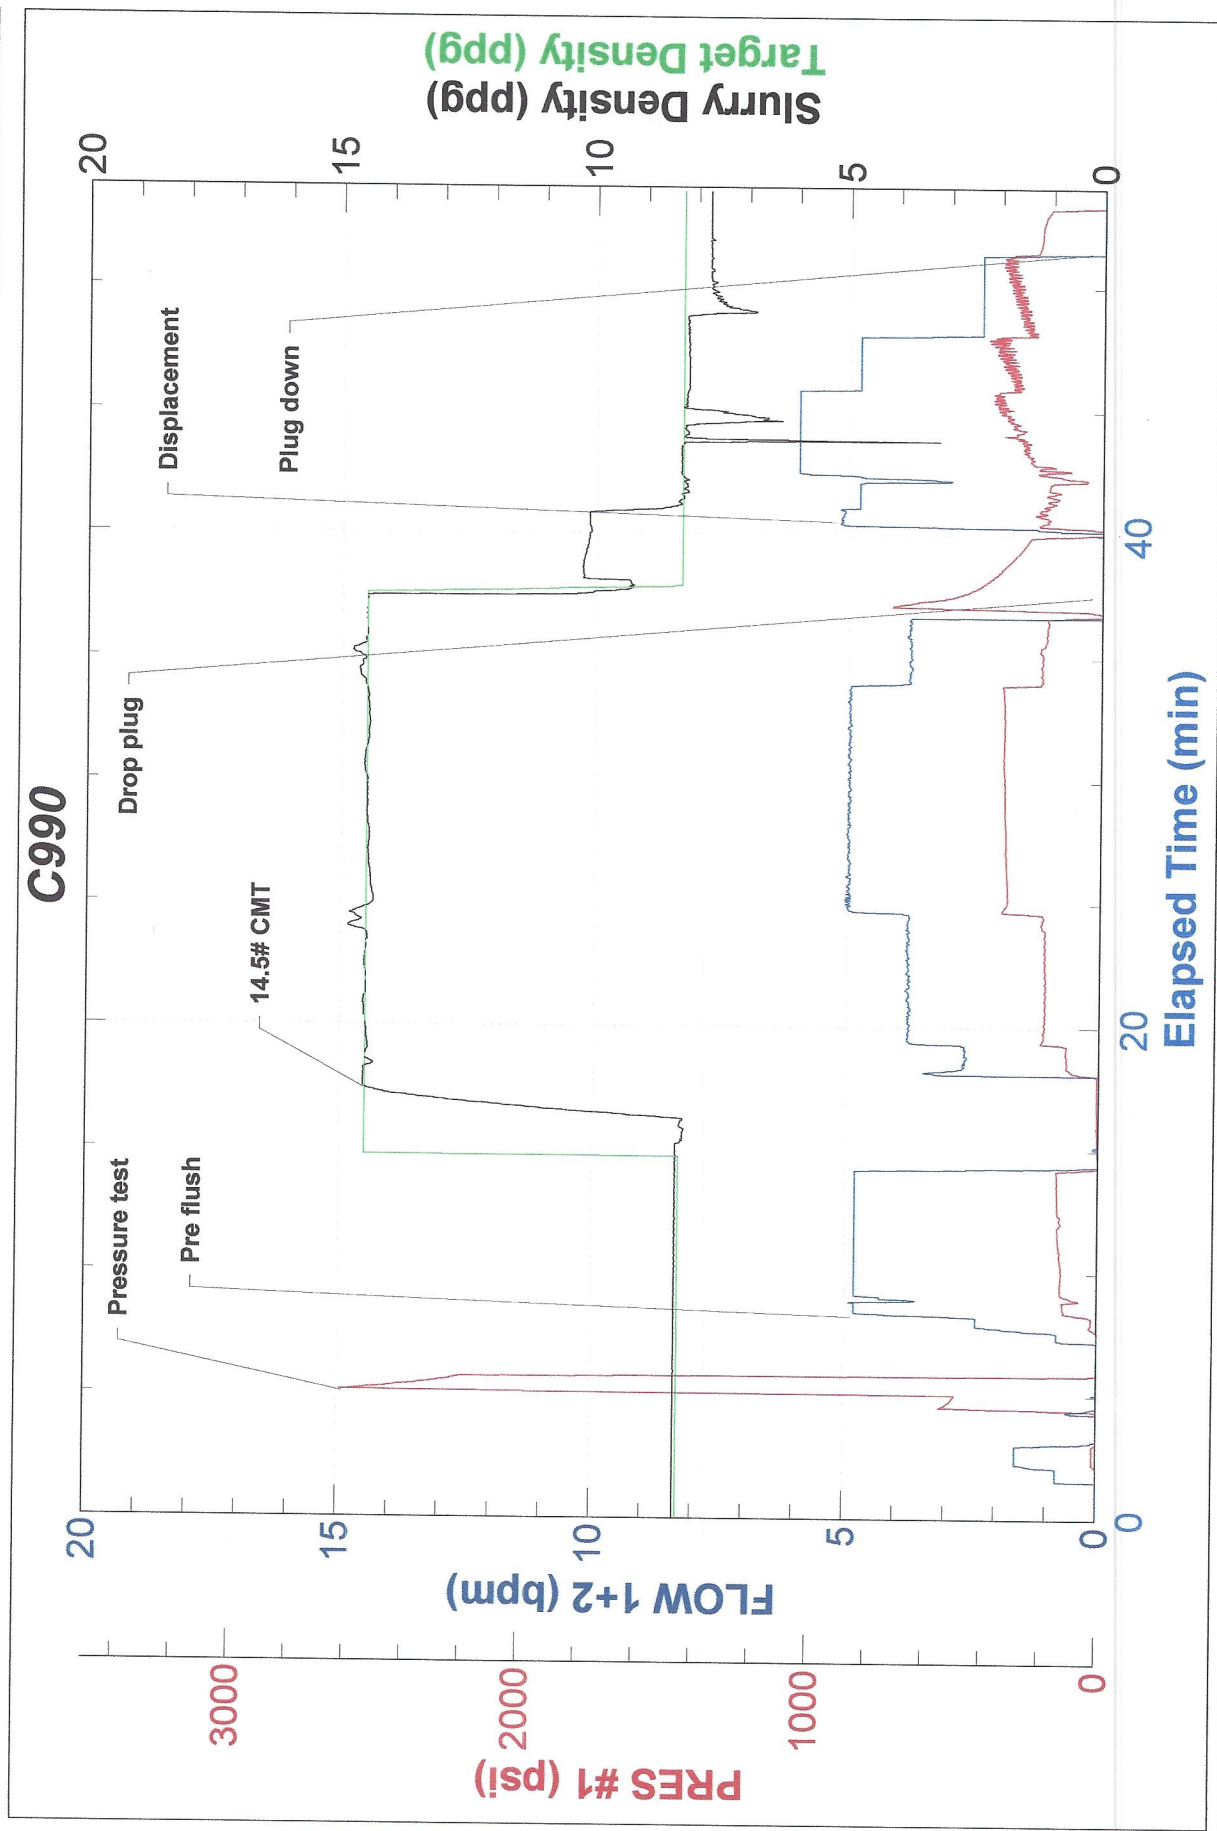 C990
PRES #1 (psi)
3000
2000
1000
0
FLOW 1+2 (bpm)
20
15
10
5
0
Pressure test
Pre flush
14.5# CMT
Drop plug
Displacement
Plug down
20
15
10
5
0
Slurry Density (ppg)
Target Density (ppg)
0
20
40
Elapsed Time (min)